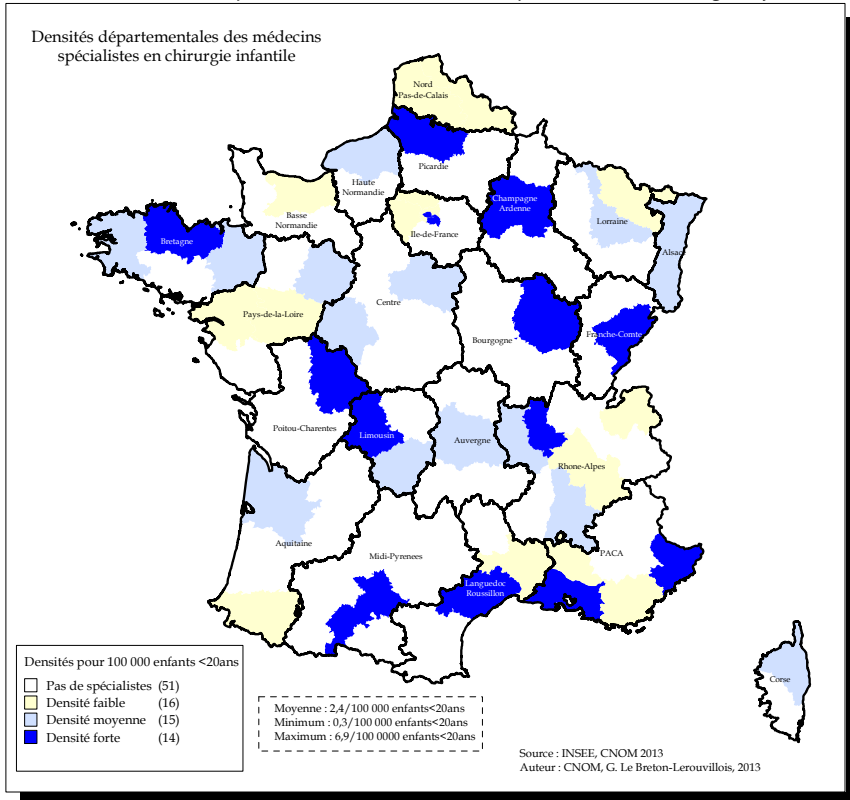 Densités départementales des médecins
spécialistes en chirurgie infantile
Nord
Pas-de-Calais
Picardie
Haute
Normandie
Basse
Normandie
Ile-de-France
Champagne
Ardenne
Lorraine
Alsace
Bretagne
Pays-de-la-Loire
Centre
Bourgogne
Franche-Comte
Poitou-Charentes
Limousin
Auvergne
Rhone-Alpes
Aquitaine
Midi-Pyrenees
Languedoc
Roussillon
PACA
Corse
Densités pour 100 000 enfants <20ans
Pas de spécialistes (51)
Densité faible (16)
Densité moyenne (15)
Densité forte (14)
Moyenne : 2,4/100 000 enfants<20ans
Minimum : 0,3/100 000 enfants<20ans
Maximum : 6,9/100 0000 enfants<20ans
Source : INSEE, CNOM 2013
Auteur : CNOM, G. Le Breton-Lerouvillois, 2013